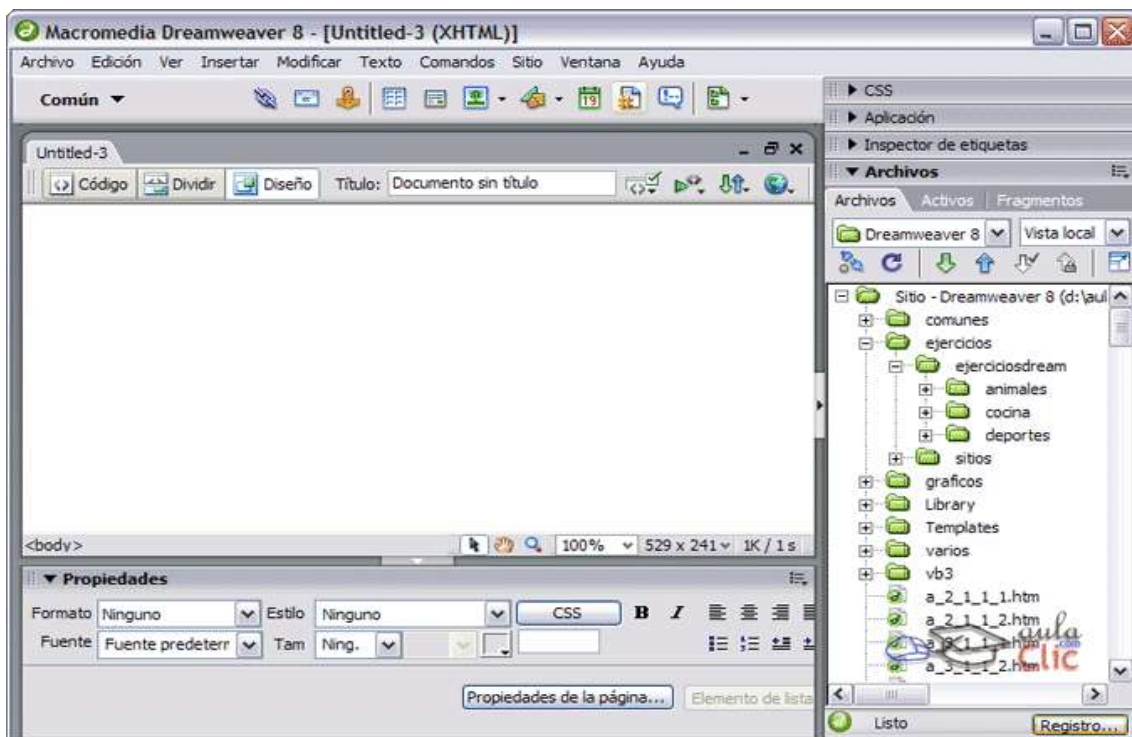 Macromedia Dreamweaver 8 - [Untitled-3 (XHTML)]
Archivo Edición Ver Insertar Modificar Texto Comandos Sitio Ventana Ayuda
Común
19
Untitled-3
Código Dividir Diseño Título: Documento sin título
<body> 100% 529 x 241 1K / 1 s
Propiedades
Formato Ninguno Estilo Ninguno CSS B I
Fuente Fuente predeterr Tam Ning.
Propiedades de la página... Elemento de lista
CSS
Aplicación
Inspector de etiquetas
Archivos
Archivos Activos Fragmentos
Dreamweaver 8 Vista local
Sitio - Dreamweaver 8 (d:\aul
comunes
ejercicios
ejerciciosdream
animales
cocina
deportes
sitios
graficos
Library
Templates
varios
vb3
a_2_1_1_1.htm
a_2_1_1_2.htm
a_3_1_1_2.htm
aula
.com
Clic
Listo Registro...